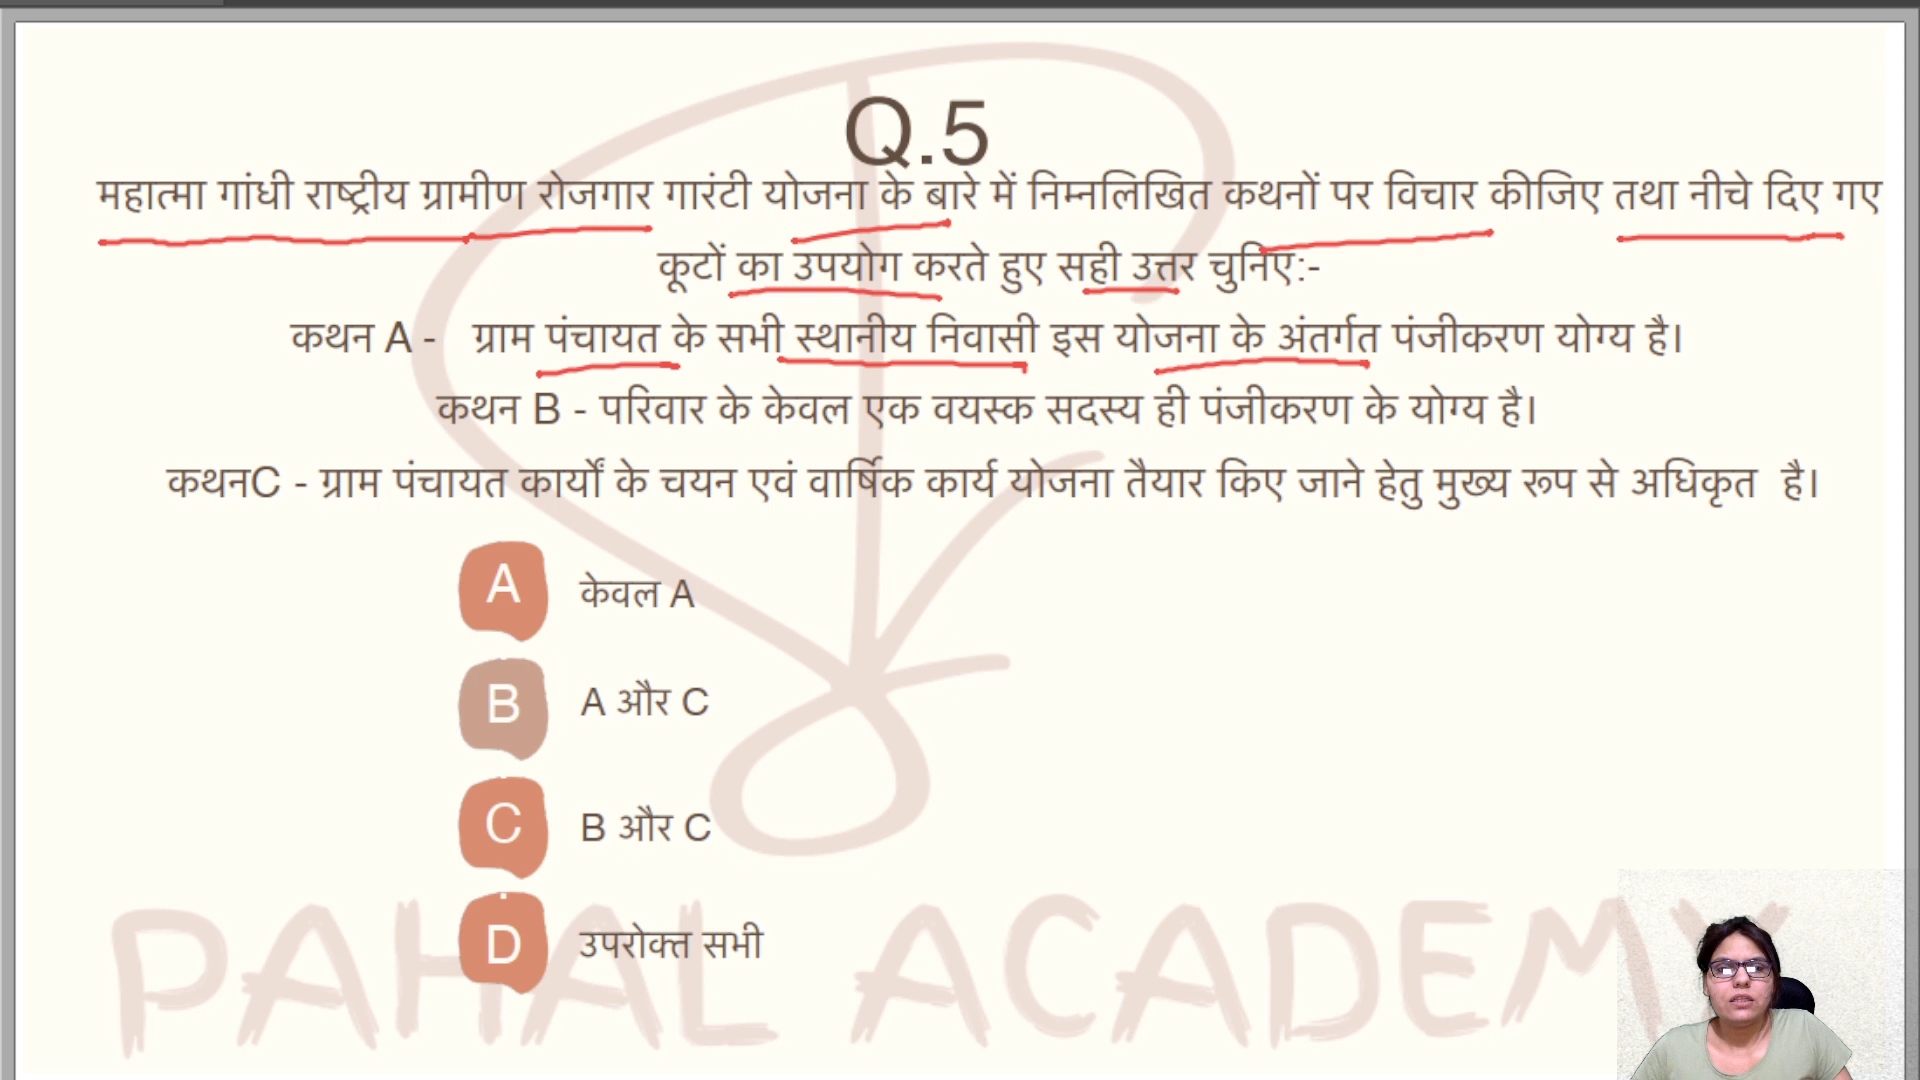 Q.5
महात्मा गांधी राष्ट्रीय ग्रामीण रोजगार गारंटी योजना के बारे में निम्नलिखित कथनों पर विचार कीजिए तथा नीचे दिए गए
कूटों का उपयोग करते हुए सही उत्तर चुनिए:-
कथन A - ग्राम पंचायत के सभी स्थानीय निवासी इस योजना के अंतर्गत पंजीकरण योग्य है।
कथन B - परिवार के केवल एक वयस्क सदस्य ही पंजीकरण के योग्य है।
कथनC - ग्राम पंचायत कार्यों के चयन एवं वार्षिक कार्य योजना तैयार किए जाने हेतु मुख्य रूप से अधिकृत है।
A केवल A
B A और C
C B और C
D उपरोक्त सभी
PAHAL ACADEMY